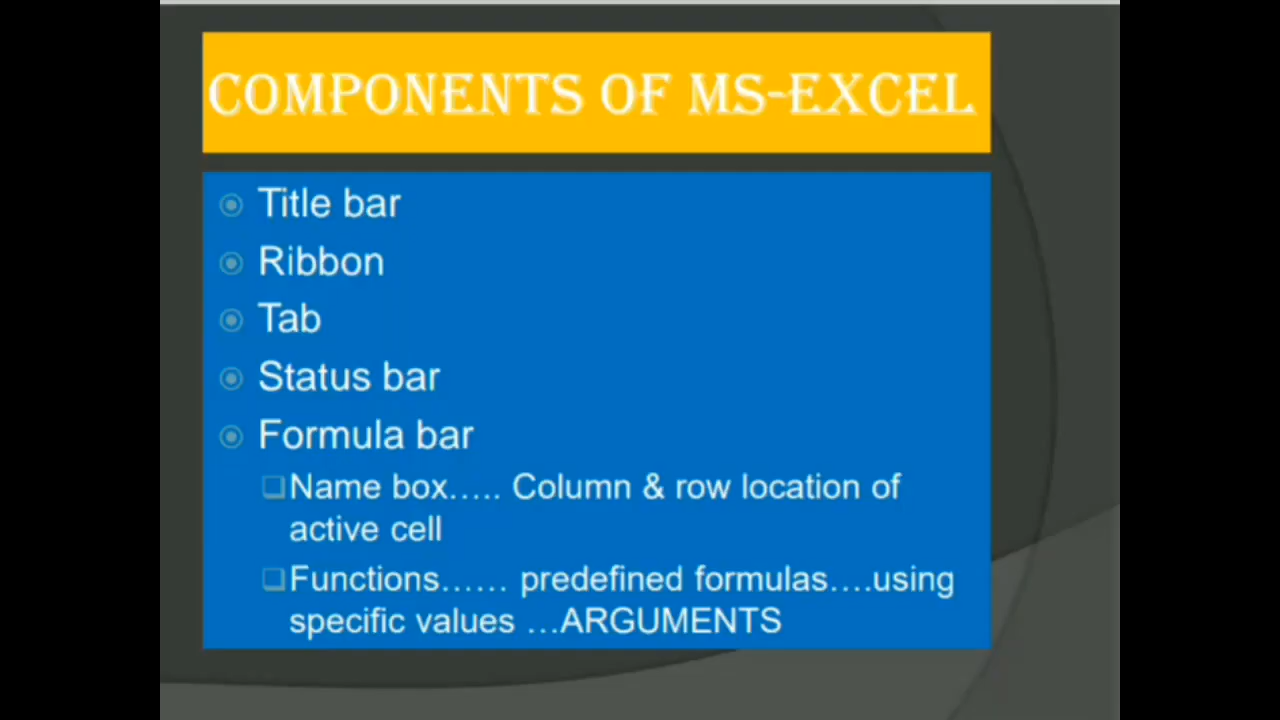 COMPONENTS OF MS-EXCEL
Title bar
Ribbon
Tab
Status bar
Formula bar
Name box..... Column & row location of
active cell
Functions...... predefined formulas....using
specific values ...ARGUMENTS